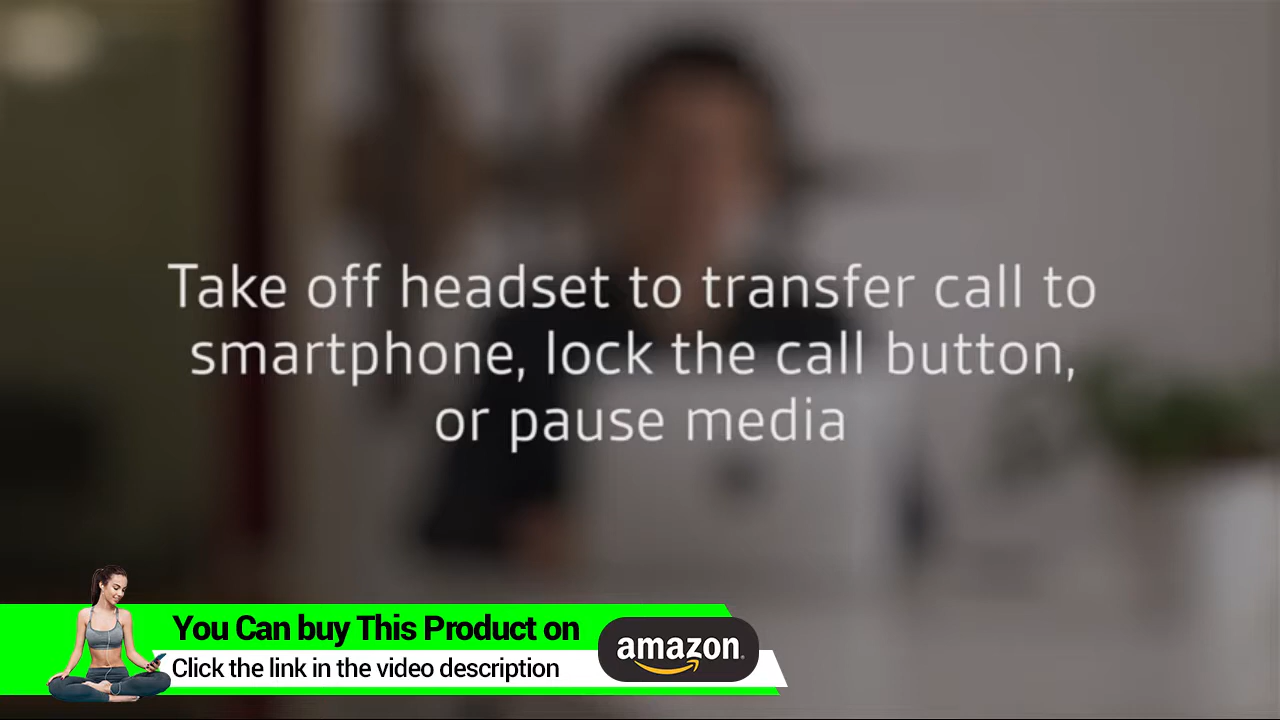 Take off headset to transfer call to
smartphone, lock the call button,
or pause media
You Can buy This Product on
Click the link in the video description
amazon